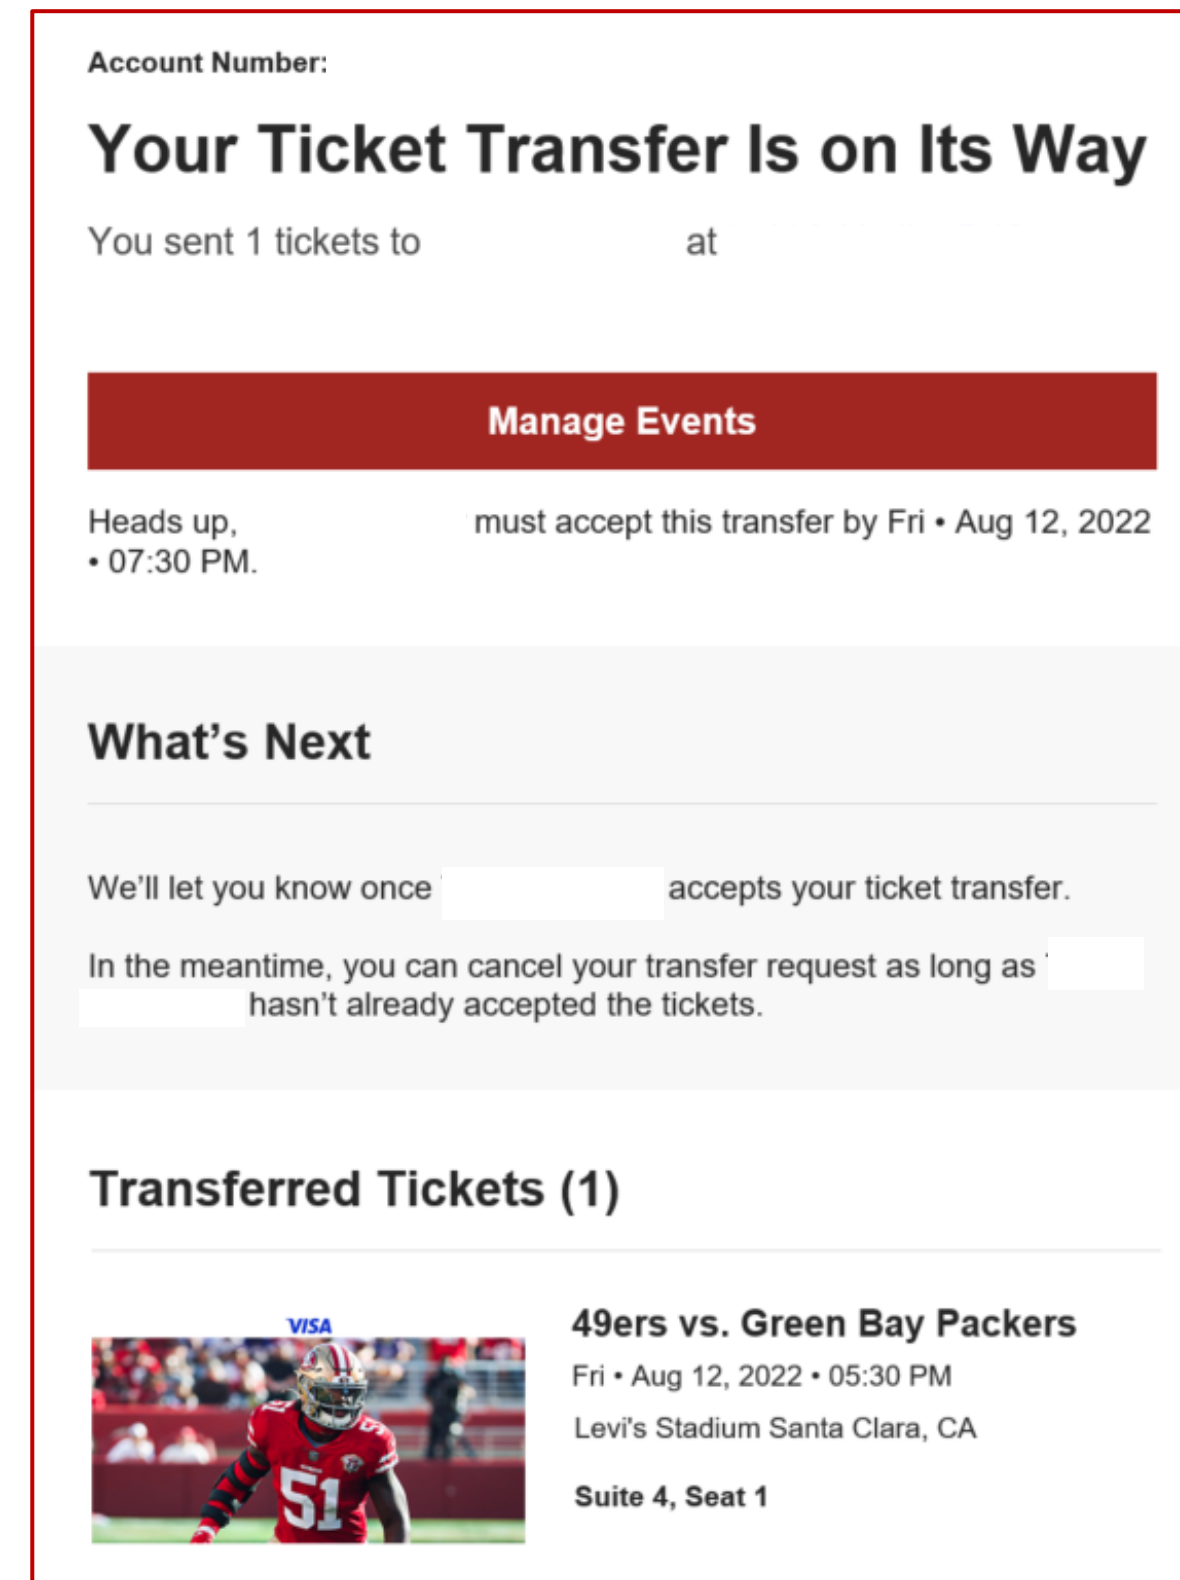 Account Number:
Your Ticket Transfer Is on Its Way
You sent 1 tickets to at
Manage Events
Heads up, must accept this transfer by Fri • Aug 12, 2022
• 07:30 PM.
What’s Next
We’ll let you know once accepts your ticket transfer.
In the meantime, you can cancel your transfer request as long as
hasn’t already accepted the tickets.
Transferred Tickets (1)
VISA
49ers vs. Green Bay Packers
Fri • Aug 12, 2022 • 05:30 PM
Levi's Stadium Santa Clara, CA
Suite 4, Seat 1
51
51